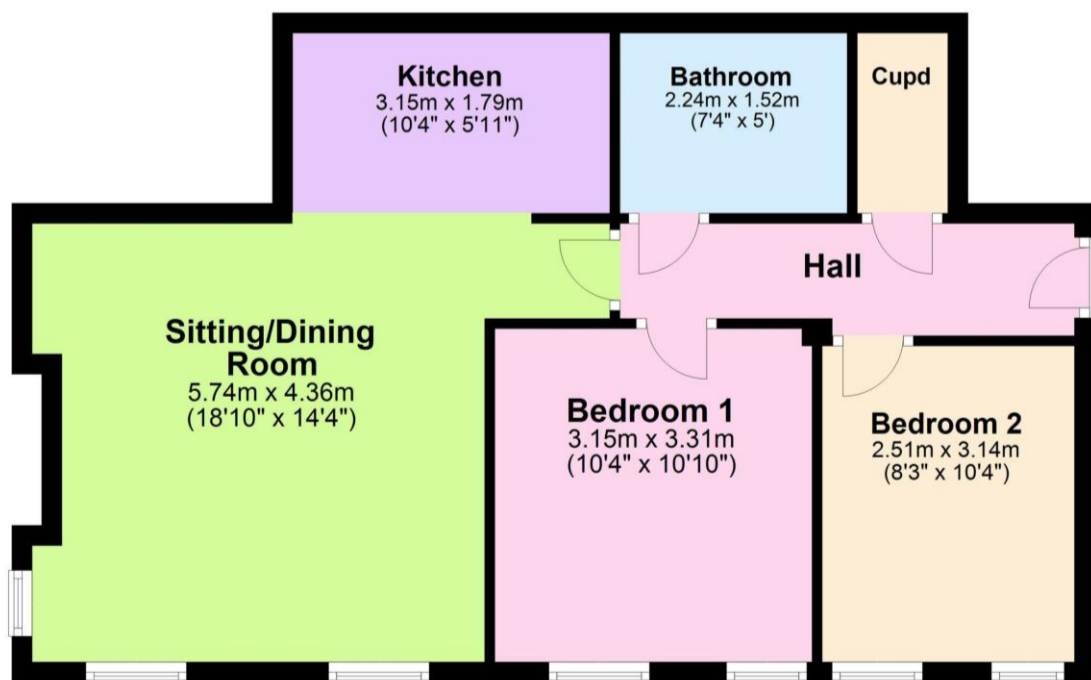 Kitchen
3.15m x 1.79m
(10'4" x 5'11")
Bathroom
2.24m x 1.52m
(7'4" x 5')
Cupd
Hall
Sitting/Dining
Room
5.74m x 4.36m
(18'10" x 14'4")
Bedroom 1
3.15m x 3.31m
(10'4" x 10'10")
Bedroom 2
2.51m x 3.14m
(8'3" x 10'4")